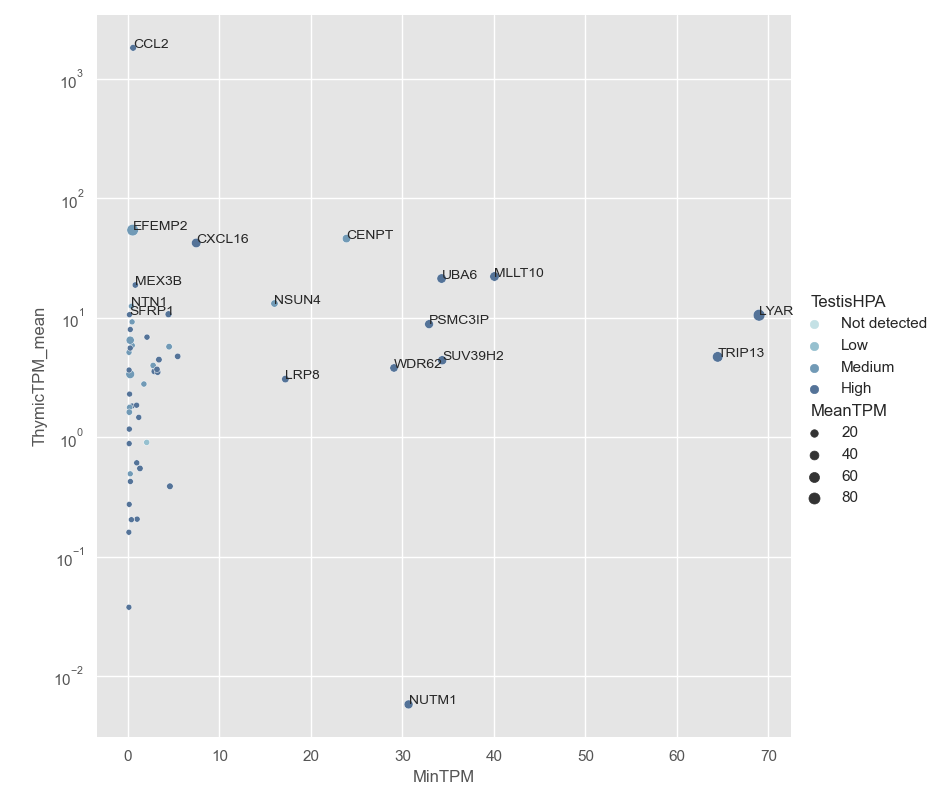 CCL2
10^3
10^2
EFEMP2
CXCL16
CENPT
UBA6
MLLT10
MEX3B
NTN1
NSUN4
SFRP1
LYAR
10^1
PSMC3IP
TRIP13
SUV39H2
WDR62
LRP8
10^0
10^−1
10^−2
NUTM1
ThymicTPM_mean
0 10 20 30 40 50 60 70
MinTPM
TestisHPA
Not detected
Low
Medium
High
MeanTPM
20
40
60
80